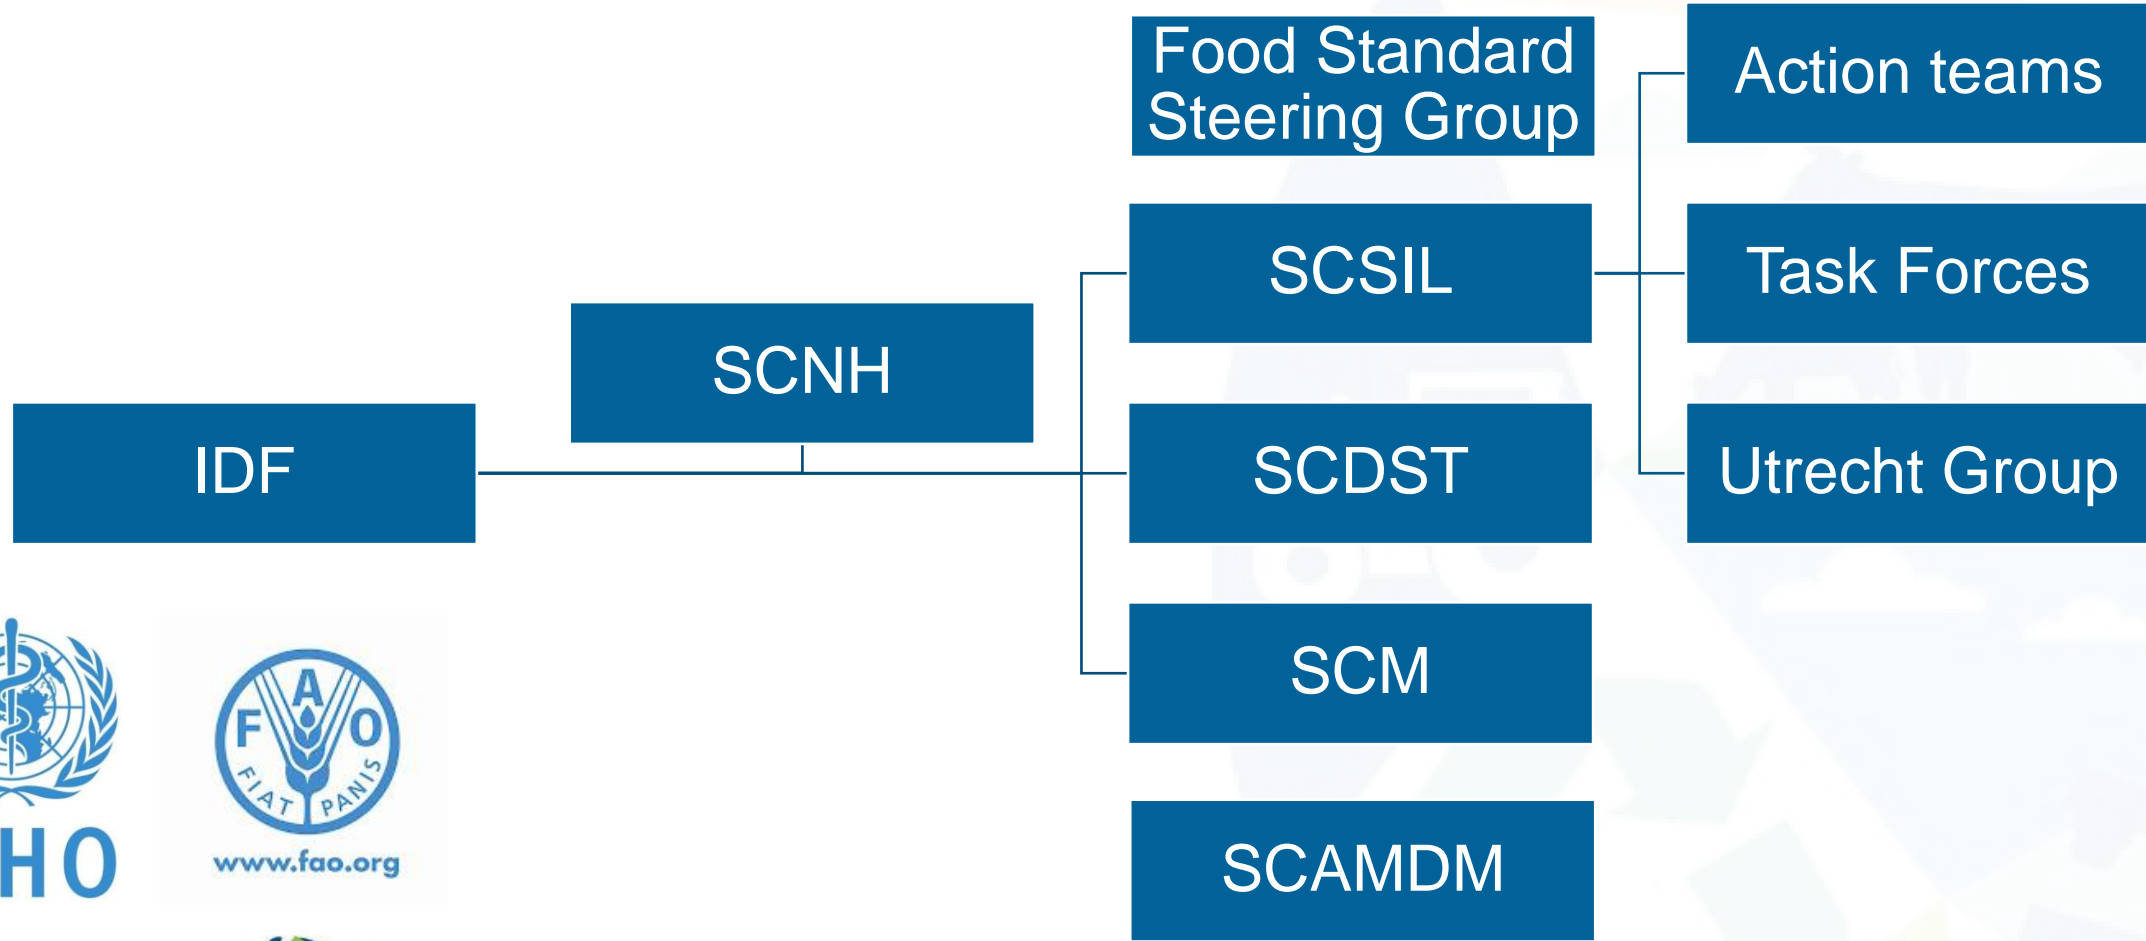 Food Standard
Steering Group
Action teams
SCSIL
Task Forces
SCNH
IDF
SCDST
Utrecht Group
SCM
SCAMDM
HO
FAO
FIAT PANIS
www.fao.org